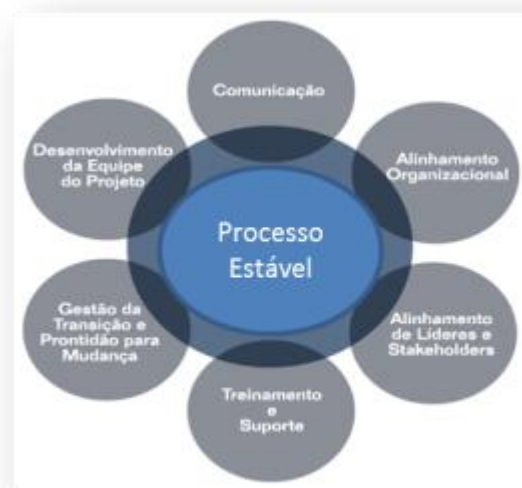 Comunicação
Desenvolvimento
da Equipe
do Projeto
Alinhamento
Organizacional
Processo
Estável
Gestão da
Transição e
Prontidão para
Mudança
Alinhamento
de Líderes e
Stakeholders
Treinamento
e
Suporte